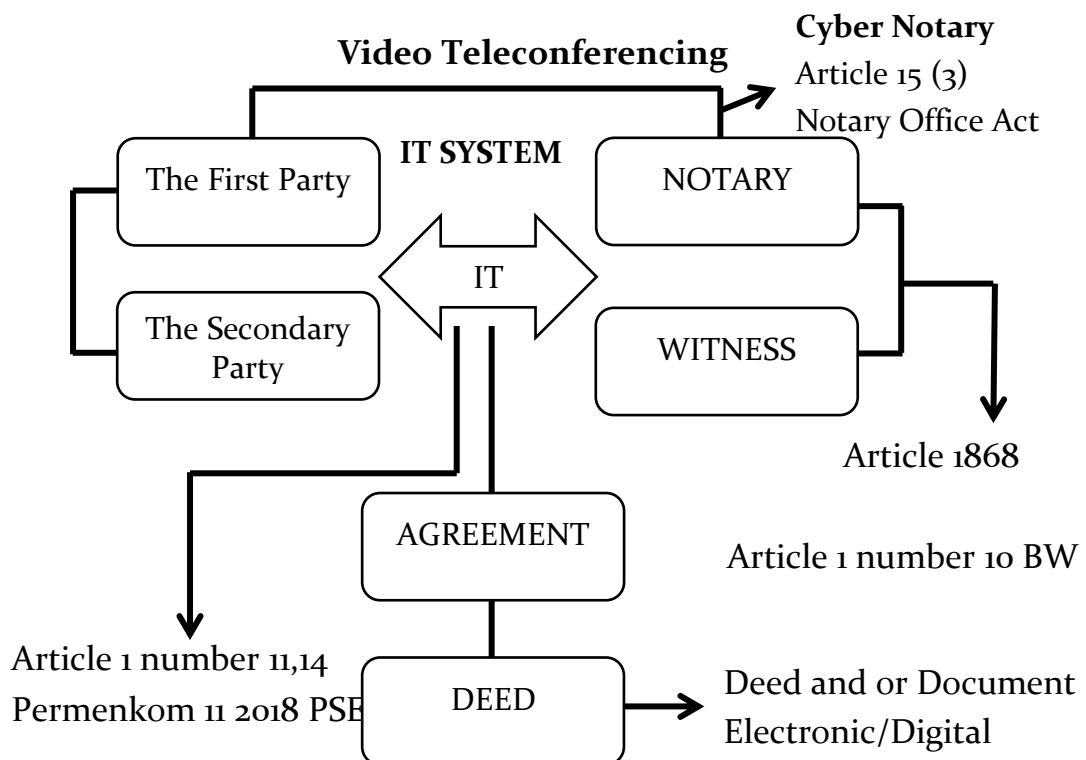 Cyber Notary
Video Teleconferencing
Article 15 (3)
Notary Office Act
IT SYSTEM
The First Party
NOTARY
IT
The Secondary
Party
WITNESS
Article 1868
AGREEMENT
Article 1 number 10 BW
Article 1 number 11,14
Permenkom 11 2018 PSE
DEED
Deed and or Document
Electronic/Digital